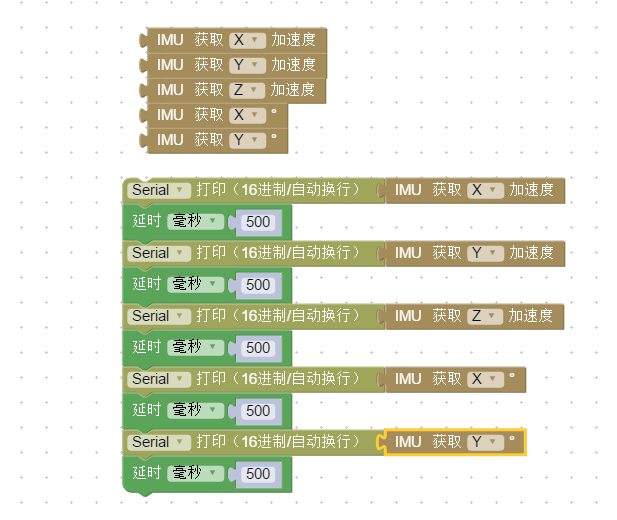 IMU 获取 X 加速度
IMU 获取 Y 加速度
IMU 获取 Z 加速度
IMU 获取 X °
IMU 获取 Y °
Serial 打印（16进制/自动换行） IMU 获取 X 加速度
延时 毫秒 500
Serial 打印（16进制/自动换行） IMU 获取 Y 加速度
延时 毫秒 500
Serial 打印（16进制/自动换行） IMU 获取 Z 加速度
延时 毫秒 500
Serial 打印（16进制/自动换行） IMU 获取 X °
延时 毫秒 500
Serial 打印（16进制/自动换行） IMU 获取 Y °
延时 毫秒 500